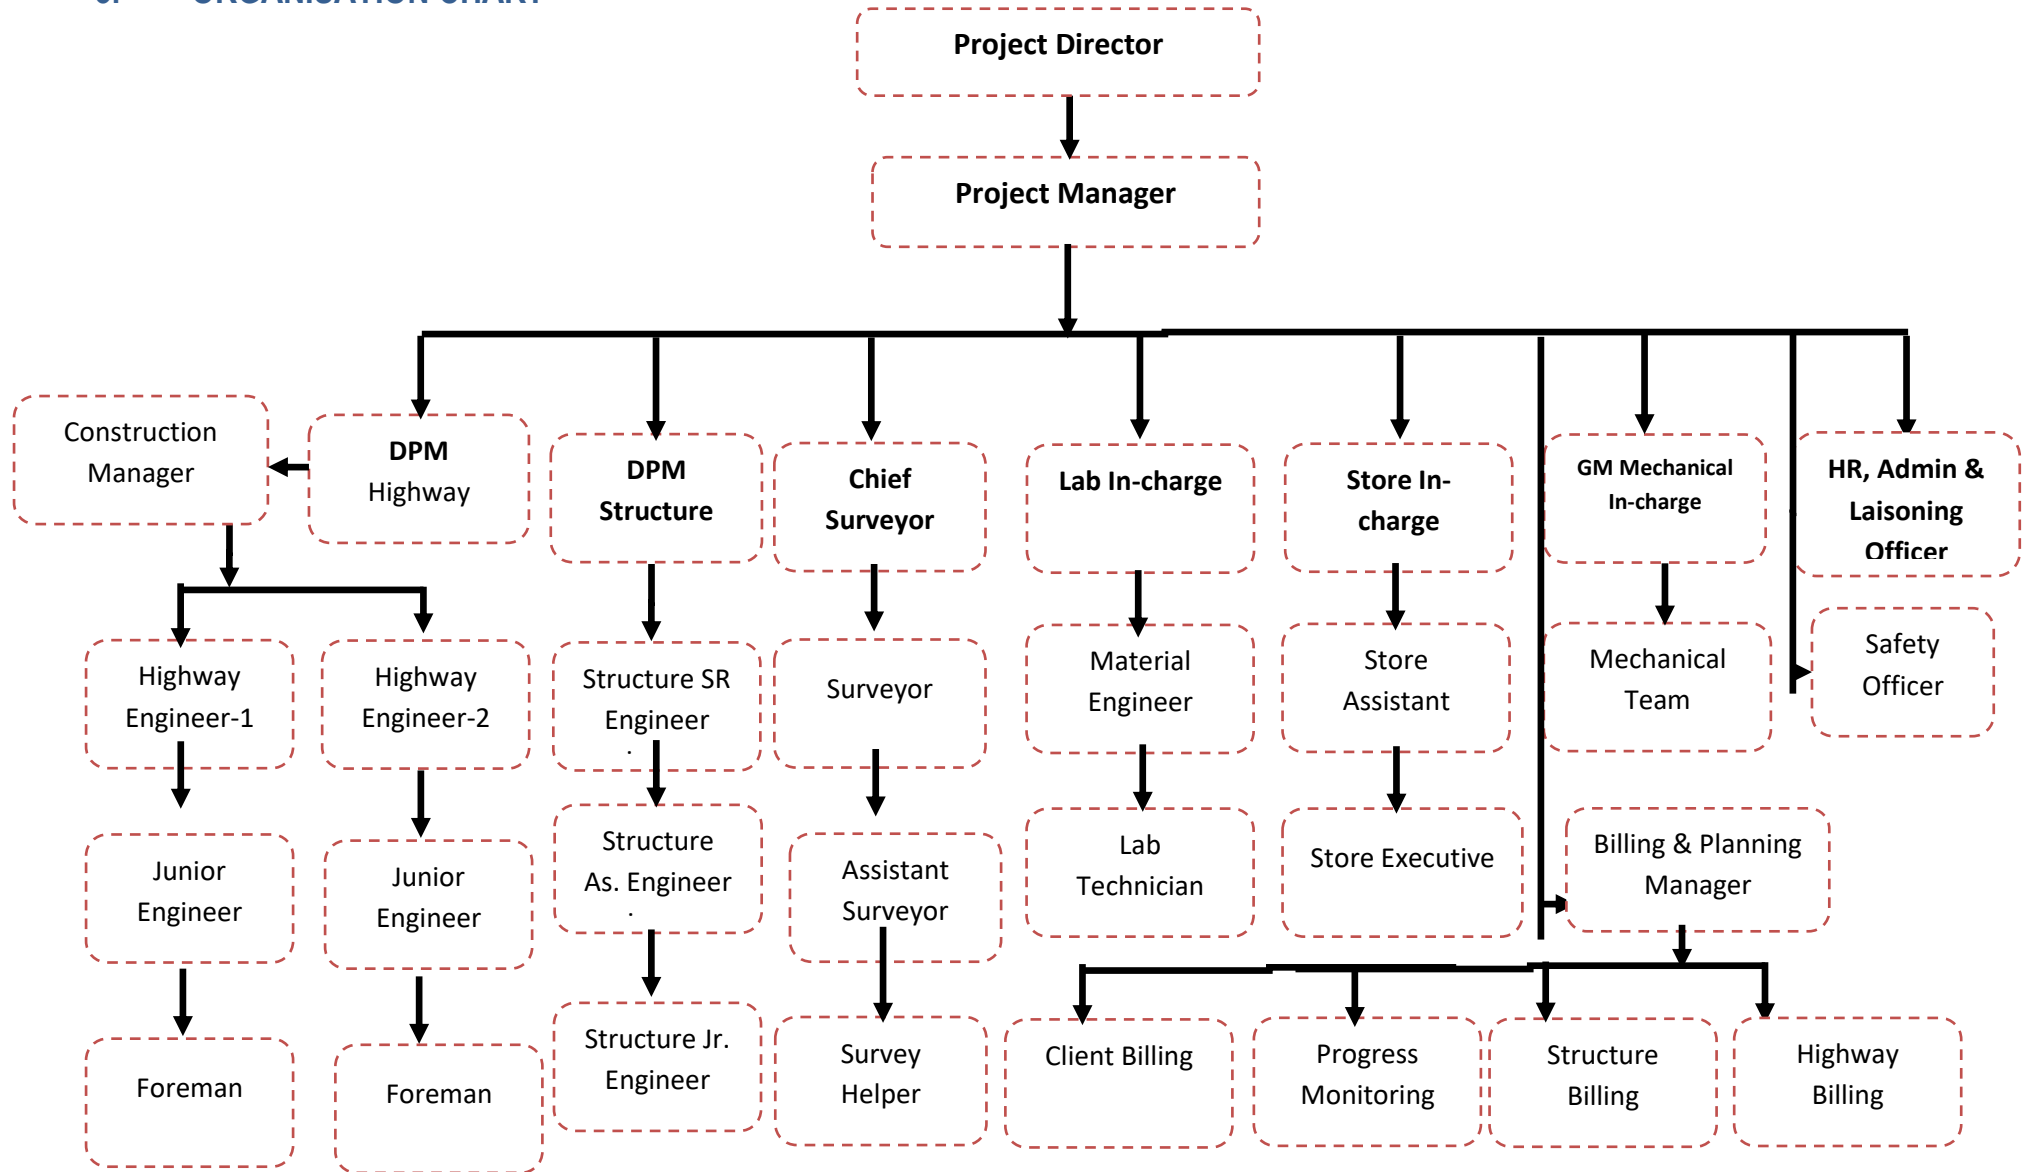 ORGANISATION CHART
Project Director
Project Manager
Construction
Manager
DPM
Highway
DPM
Structure
Chief
Surveyor
Lab In-charge
Store In-
charge
GM Mechanical
In-charge
HR, Admin &
Laisoning
Officer
Highway
Engineer-1
Highway
Engineer-2
Structure SR
Engineer
.
Surveyor
Material
Engineer
Store
Assistant
Mechanical
Team
Safety
Officer
Junior
Engineer
Junior
Engineer
Structure
As. Engineer
.
Assistant
Surveyor
Lab
Technician
Store Executive
Billing & Planning
Manager
Foreman
Foreman
Structure Jr.
Engineer
Survey
Helper
Client Billing
Progress
Monitoring
Structure
Billing
Highway
Billing